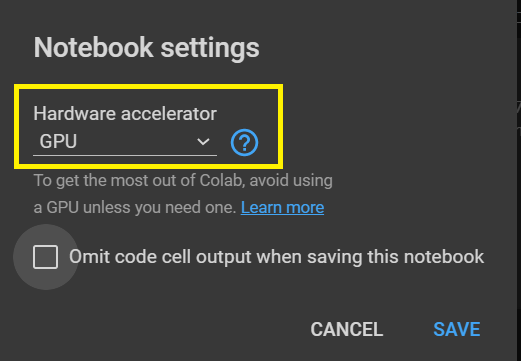 Notebook settings
Hardware accelerator
GPU
?
To get the most out of Colab, avoid using
a GPU unless you need one. Learn more
Omit code cell output when saving this notebook
CANCEL SAVE